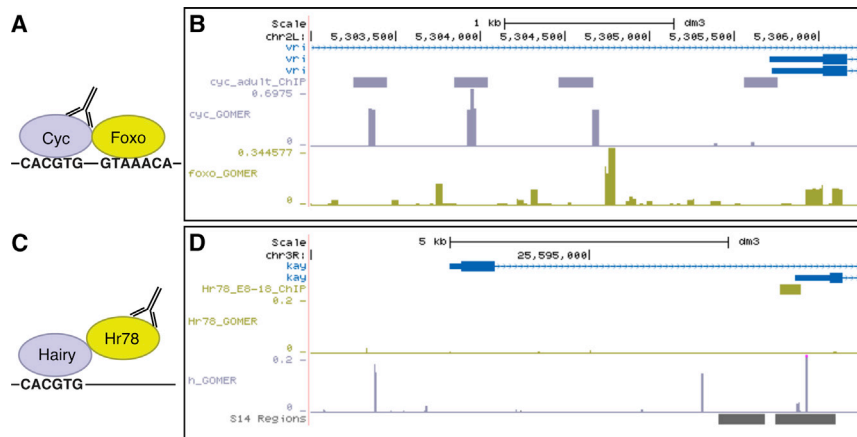 A
Cyc
Foxo
CACGTG GTAAACA
B
Scale 1 kb dm3
chr2L: 5,303,500 5,304,000 5,304,500 5,305,000 5,305,500 5,306,000
vri
vri
vri
cyc_adult_ChIP
0.6975
cyc_GOMER
0
0.344577
foxo_GOMER
0
C
Hr78
Hairy
CACGTG
D
Scale 5 kb dm3
chr3R: 25,595,000
kay
kay
Hr78_E8-18_ChIP
0.2
Hr78_GOMER
0
0.2
h_GOMER
0
S14 Regions